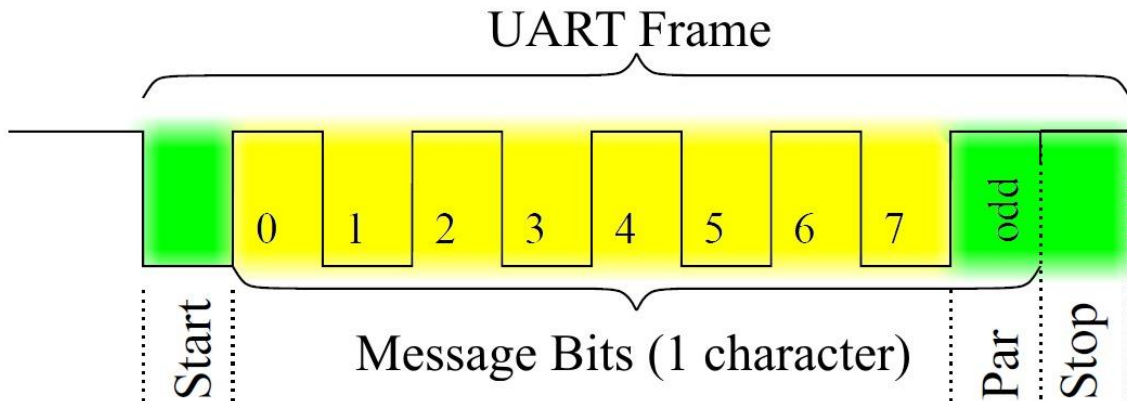 UART Frame
0 1 2 3 4 5 6 7 odd
Start
Message Bits (1 character)
Par
Stop